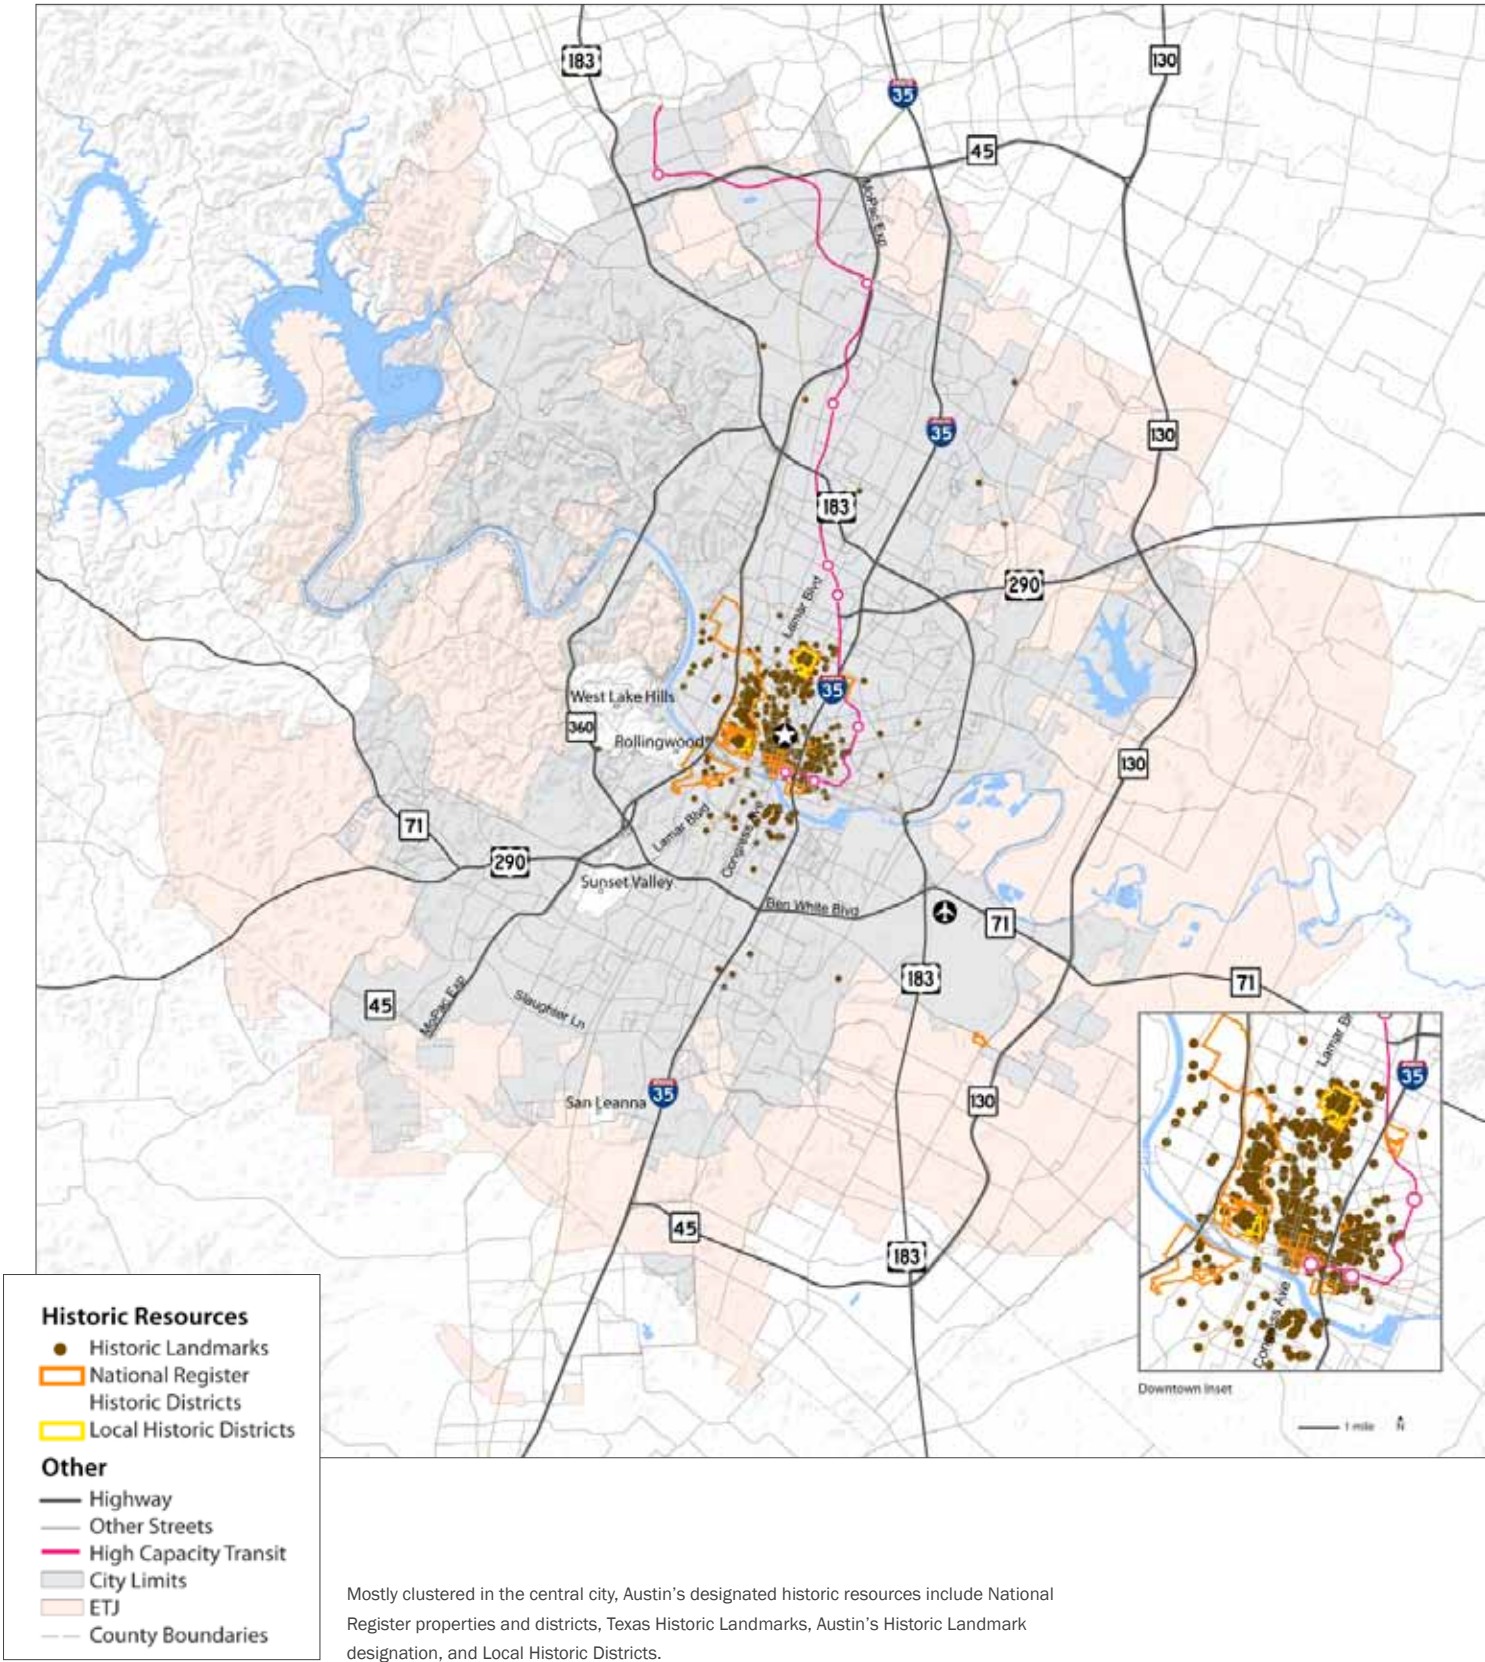 183
130
35
45
MoPac Exp
35
130
183
290
Lamar Blvd
35
West Lake Hills
360
Rollingwood
130
71
Lamar Blvd
Congress Ave
290
Sunset Valley
Ben White Blvd
71
183
71
45
MoPac Exp
Slaughter Ln
San Leanna
35
130
45
183
Lamar Bl
35
Congress Ave
Downtown Inset
1 mile
N
Historic Resources
Historic Landmarks
National Register
Historic Districts
Local Historic Districts
Other
Highway
Other Streets
High Capacity Transit
City Limits
ETJ
County Boundaries
Mostly clustered in the central city, Austin's designated historic resources include National
Register properties and districts, Texas Historic Landmarks, Austin's Historic Landmark
designation, and Local Historic Districts.